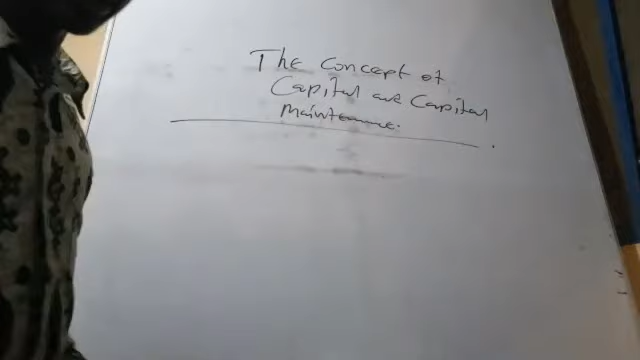 The Concept of
Capital and Capital
Maintenance.